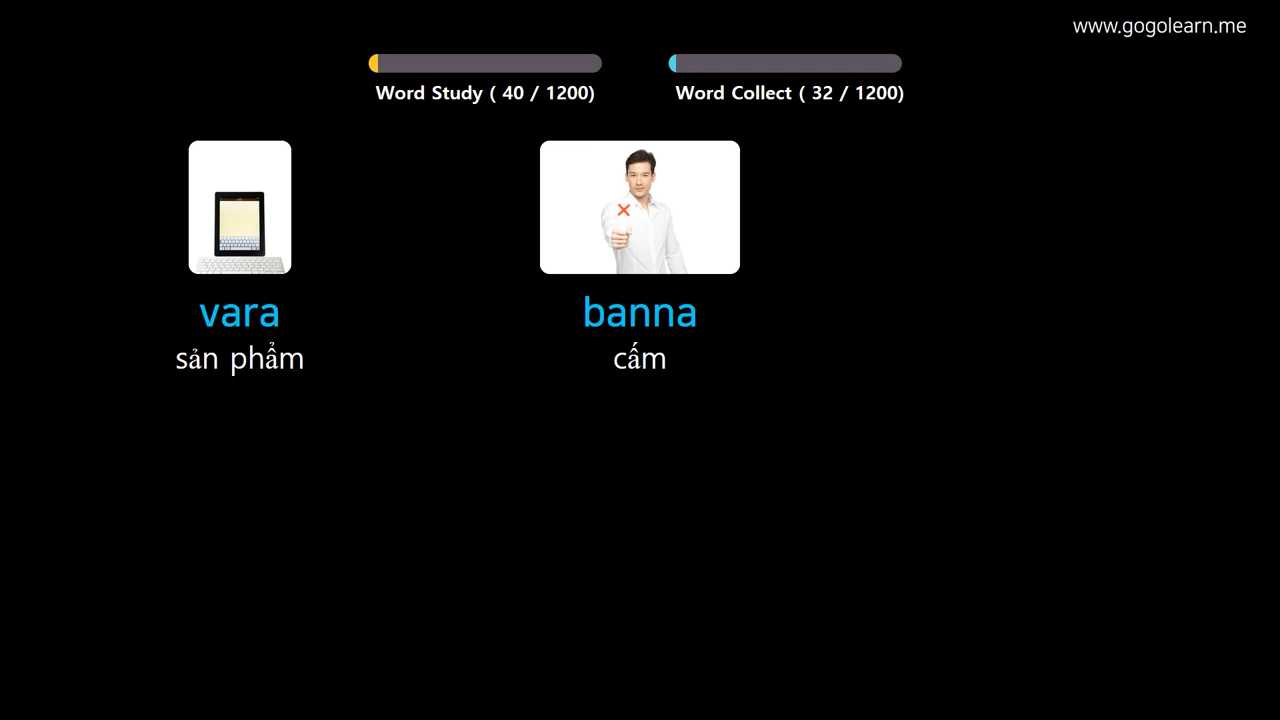 www.gogolearn.me
Word Study ( 40 / 1200)
Word Collect ( 32 / 1200)
vara
banna
sản phẩm
cấm